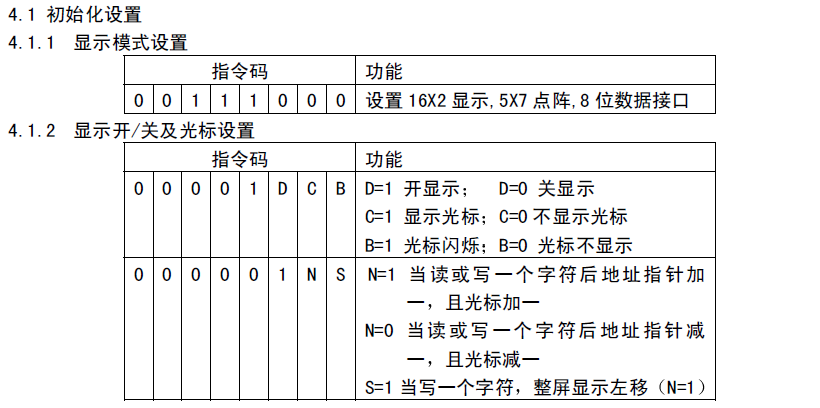 4.1 初始化设置
4.1.1 显示模式设置
指令码 功能
0 0 1 1 1 0 0 0 设置 16X2 显示,5X7 点阵,8 位数据接口
4.1.2 显示开/关及光标设置
指令码 功能
0 0 0 0 1 D C B D=1 开显示； D=0 关显示
C=1 显示光标；C=0 不显示光标
B=1 光标闪烁；B=0 光标不显示
0 0 0 0 0 1 N S N=1 当读或写一个字符后地址指针加
一，且光标加一
N=0 当读或写一个字符后地址指针减
一，且光标减一
S=1 当写一个字符，整屏显示左移（N=1）